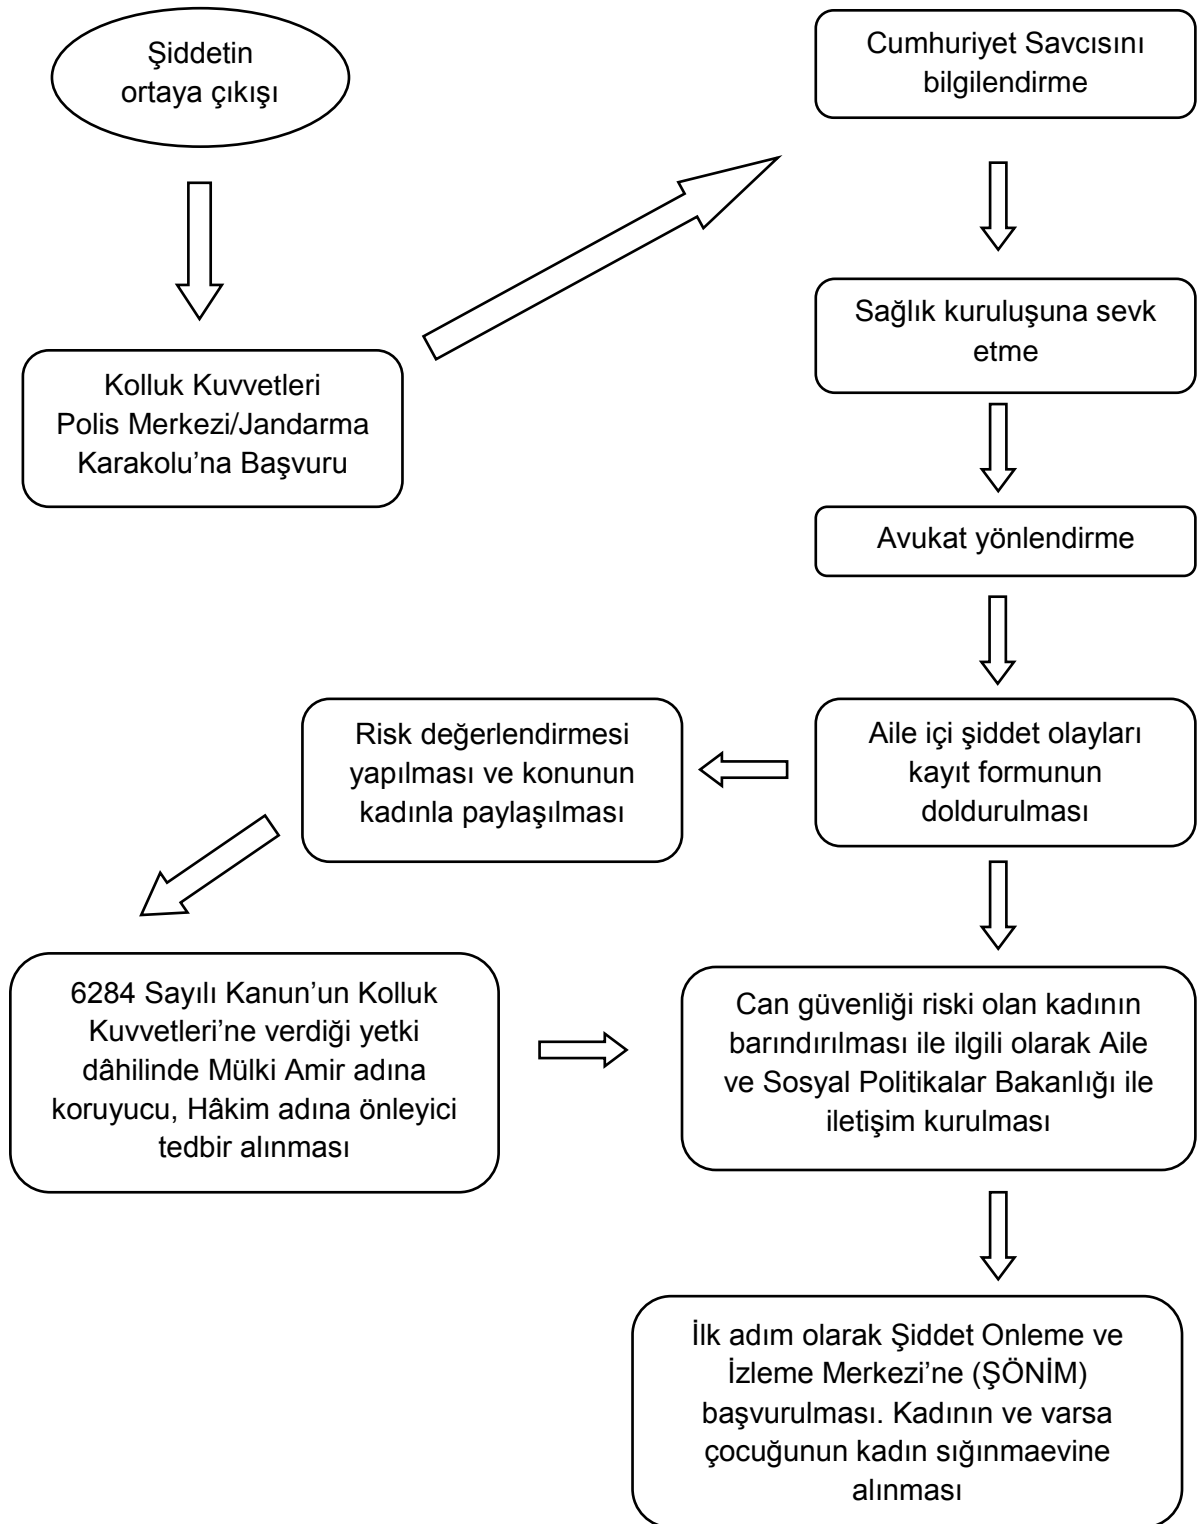 Şiddetin
ortaya çıkışı
Kolluk Kuvvetleri
Polis Merkezi/Jandarma
Karakolu’na Başvuru
Cumhuriyet Savcısını
bilgilendirme
Sağlık kuruluşuna sevk
etme
Avukat yönlendirme
Aile içi şiddet olayları
kayıt formunun
doldurulması
Risk değerlendirmesi
yapılması ve konunun
kadınla paylaşılması
6284 Sayılı Kanun’un Kolluk
Kuvvetleri’ne verdiği yetki
dâhilinde Mülki Amir adına
koruyucu, Hâkim adına önleyici
tedbir alınması
Can güvenliği riski olan kadının
barındırılması ile ilgili olarak Aile
ve Sosyal Politikalar Bakanlığı ile
iletişim kurulması
İlk adım olarak Şiddet Onleme ve
İzleme Merkezi’ne (ŞÖNİM)
başvurulması. Kadının ve varsa
çocuğunun kadın sığınmaevine
alınması